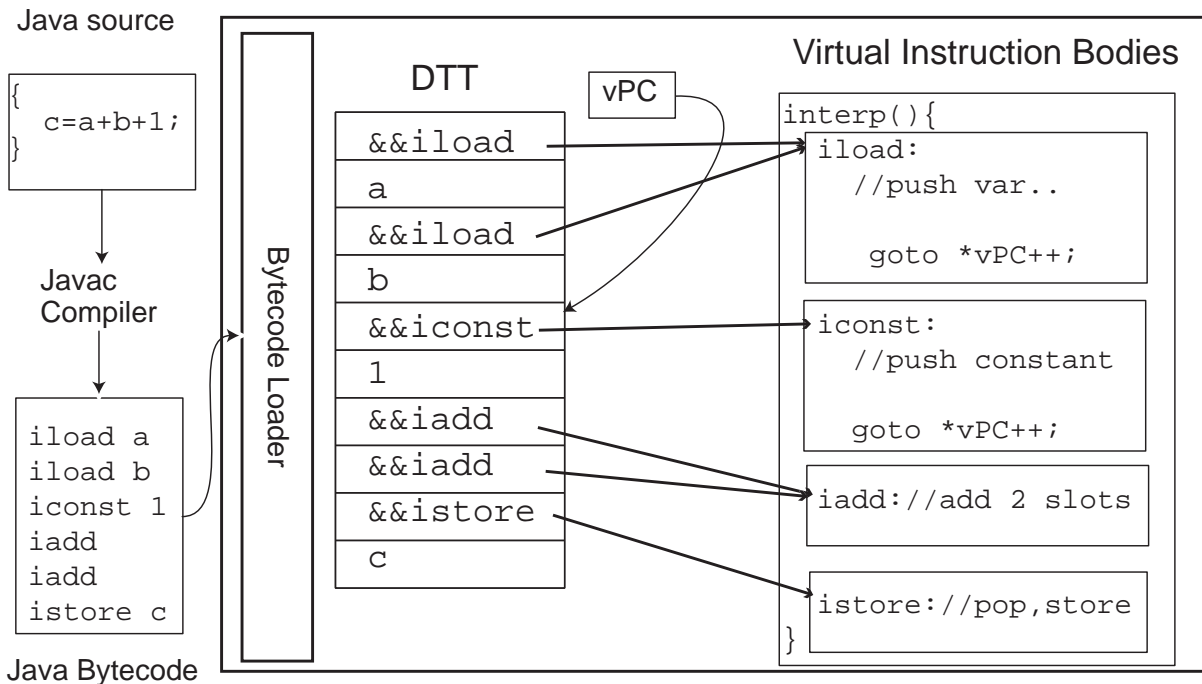 Java source
{
c=a+b+1;
}
Javac
Compiler
iload a
iload b
iconst 1
iadd
iadd
istore c
Java Bytecode
Bytecode Loader
DTT
&&iload
a
&&iload
b
&&iconst
1
&&iadd
&&iadd
&&istore
c
vPC
Virtual Instruction Bodies
interp(){
iload:
//push var..
goto *vPC++;
iconst:
//push constant
goto *vPC++;
iadd://add 2 slots
istore://pop,store
}